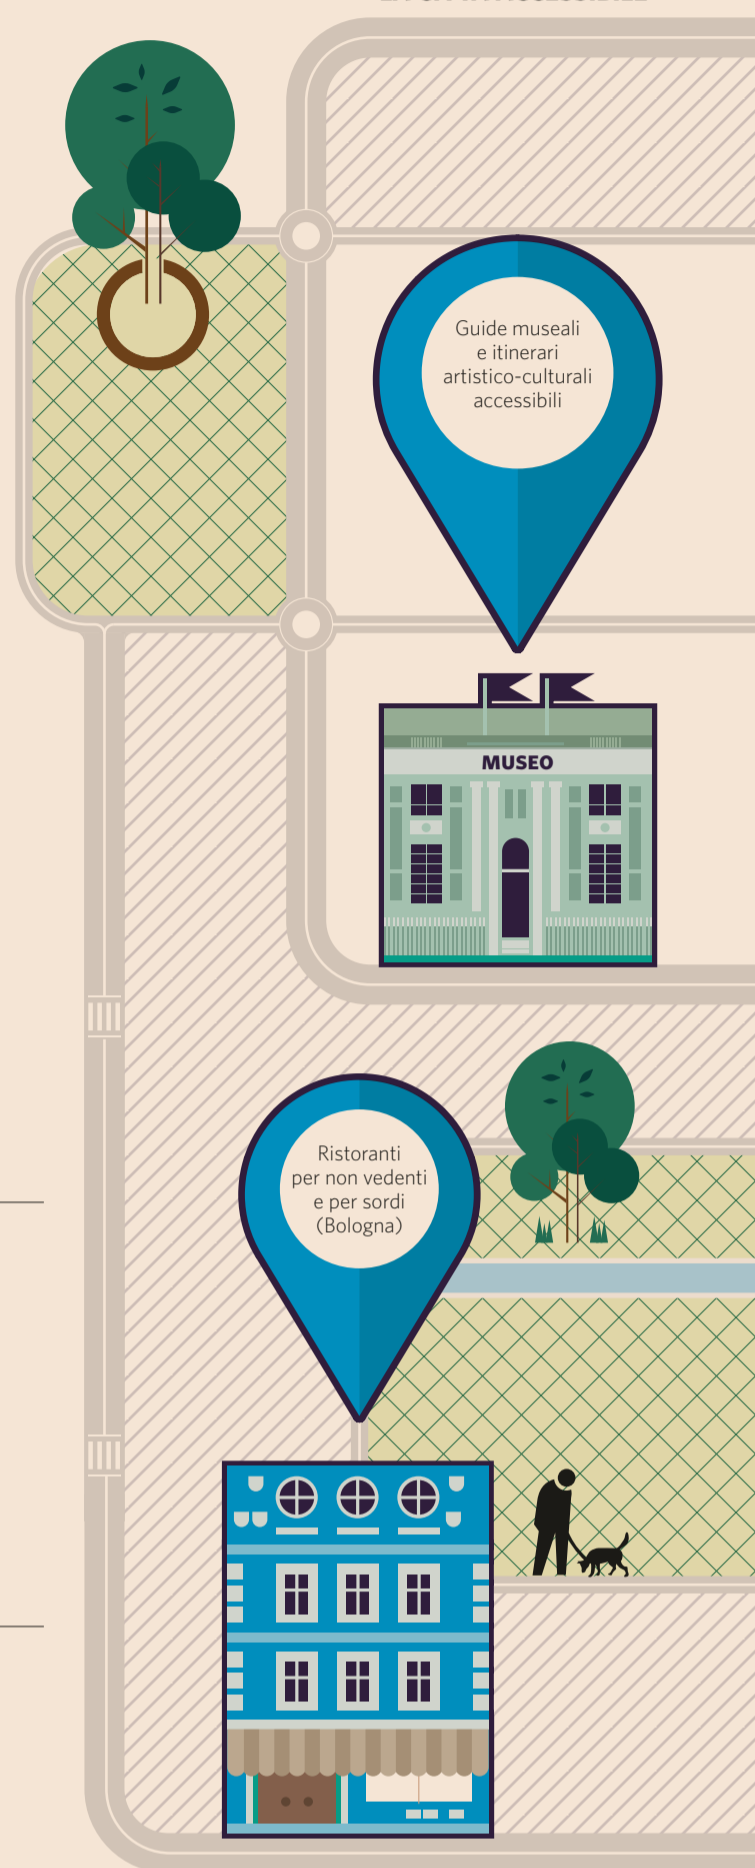 Guide museali
e itinerari
artistico-culturali
accessibili
MUSEO
Ristoranti
per non vedenti
e per sordi
(Bologna)